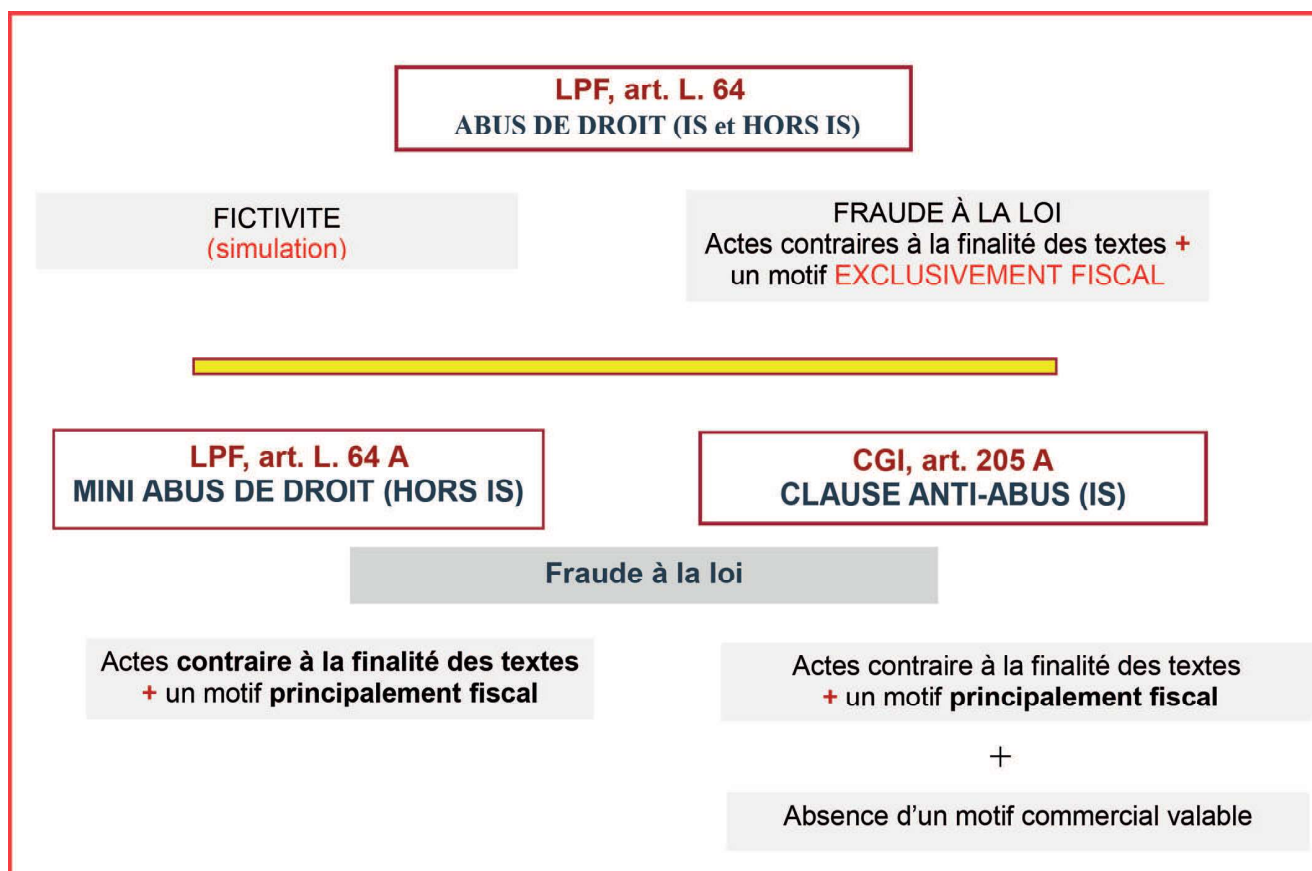 LPF, art. L. 64
ABUS DE DROIT (IS et HORS IS)
FICTIVITE
(simulation)
FRAUDE À LA LOI
Actes contraires à la finalité des textes +
un motif EXCLUSIVEMENT FISCAL
LPF, art. L. 64 A
MINI ABUS DE DROIT (HORS IS)
CGI, art. 205 A
CLAUSE ANTI-ABUS (IS)
Fraude à la loi
Actes contraire à la finalité des textes
+ un motif principalement fiscal
Actes contraire à la finalité des textes
+ un motif principalement fiscal
+
Absence d'un motif commercial valable